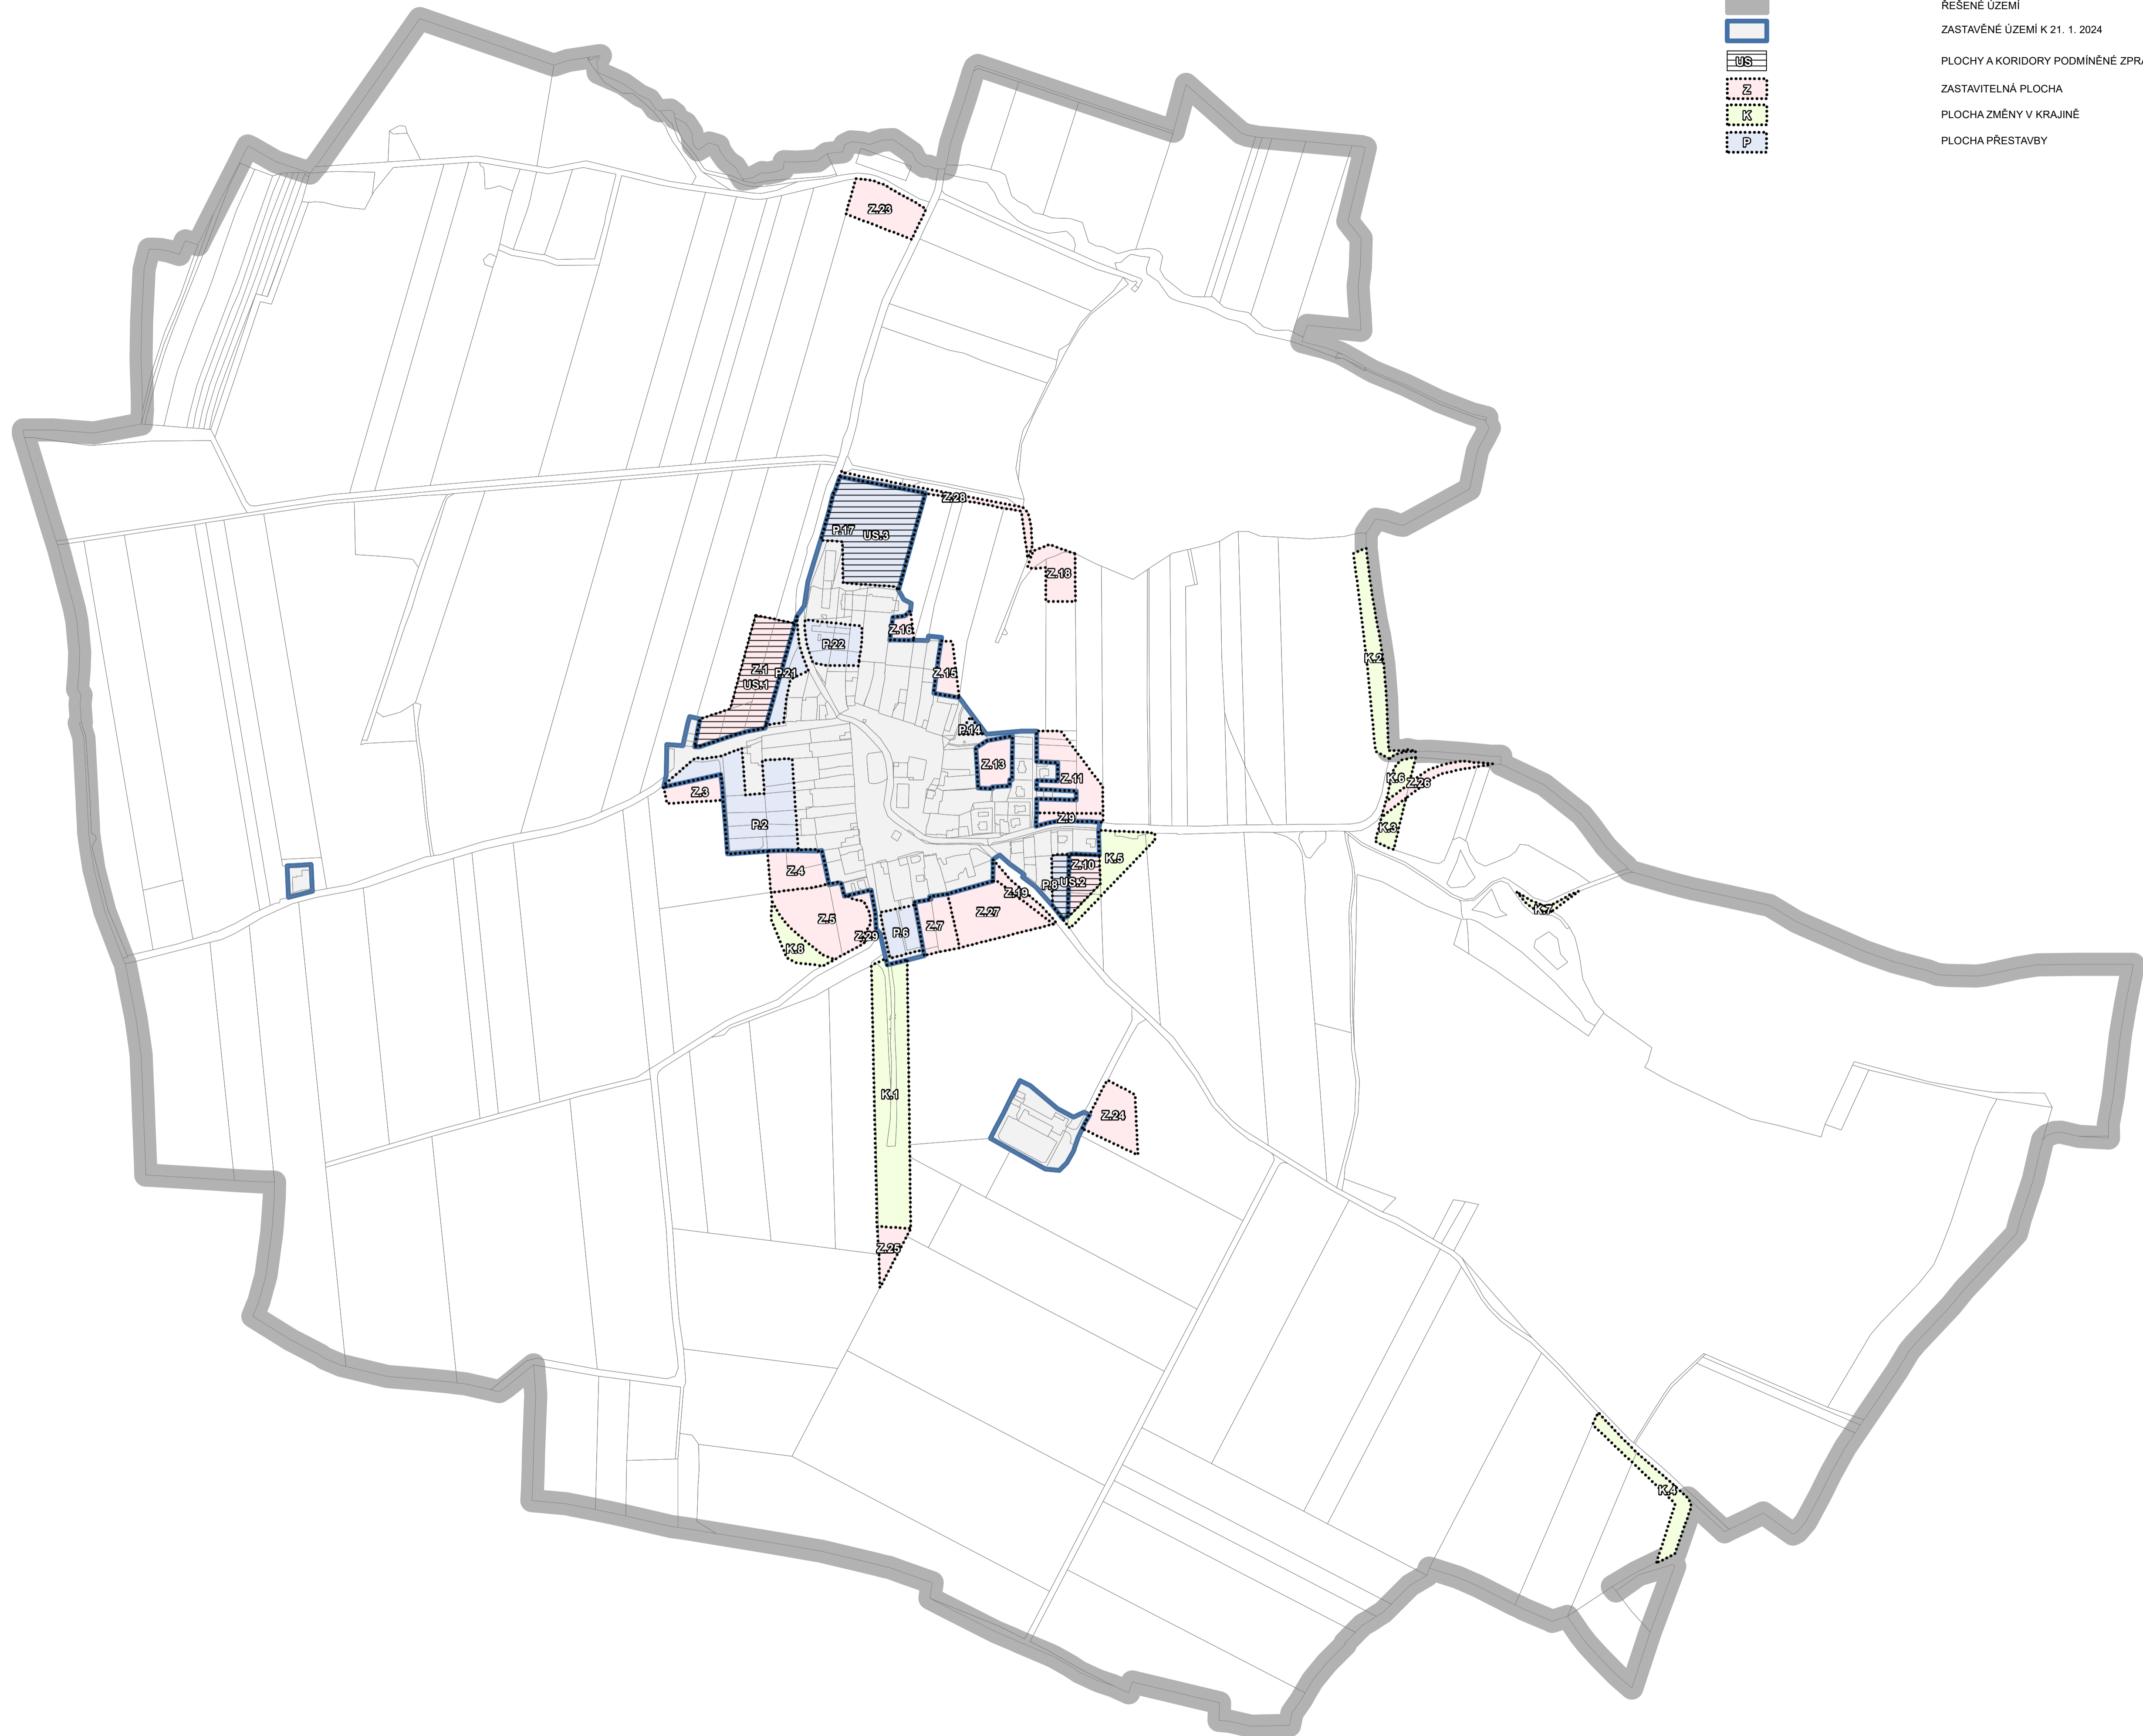 ŘEŠENÉ ÚZEMÍ
ZASTAVĚNÉ ÚZEMÍ K 21. 1. 2024
US
PLOCHY A KORIDORY PODMÍNĚNÉ
Z
ZASTAVITELNÁ PLOCHA
K
PLOCHA ZMĚNY V KRAJINĚ
P
PLOCHA PŘESTAVBY
Z.23
Z.28
P.17
US.3
Z.18
Z.16
P.22
K.2
Z.1
P.21
Z.15
US.1
P.14
Z.13
Z.11
K.6
Z.26
Z.3
Z.9
P.2
K.3
K.5
Z.10
Z.4
P.8
US.2
Z.19
K.7
Z.27
Z.5
Z.7
P.6
Z.29
K.8
K.1
Z.24
Z.25
K.4